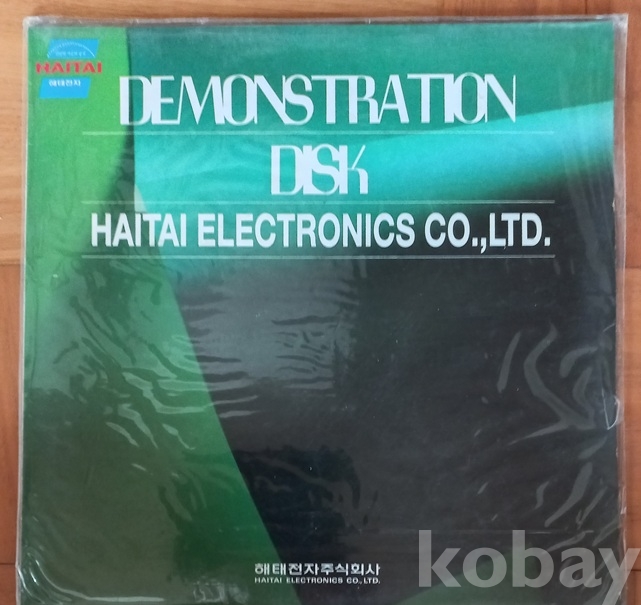 HAITAI
해태전자
DEMONSTRATION
DISK
HAITAI ELECTRONICS CO.,LTD.
해태전자주식회사
HAITAI ELECTRONICS CO., LTD.
kobay